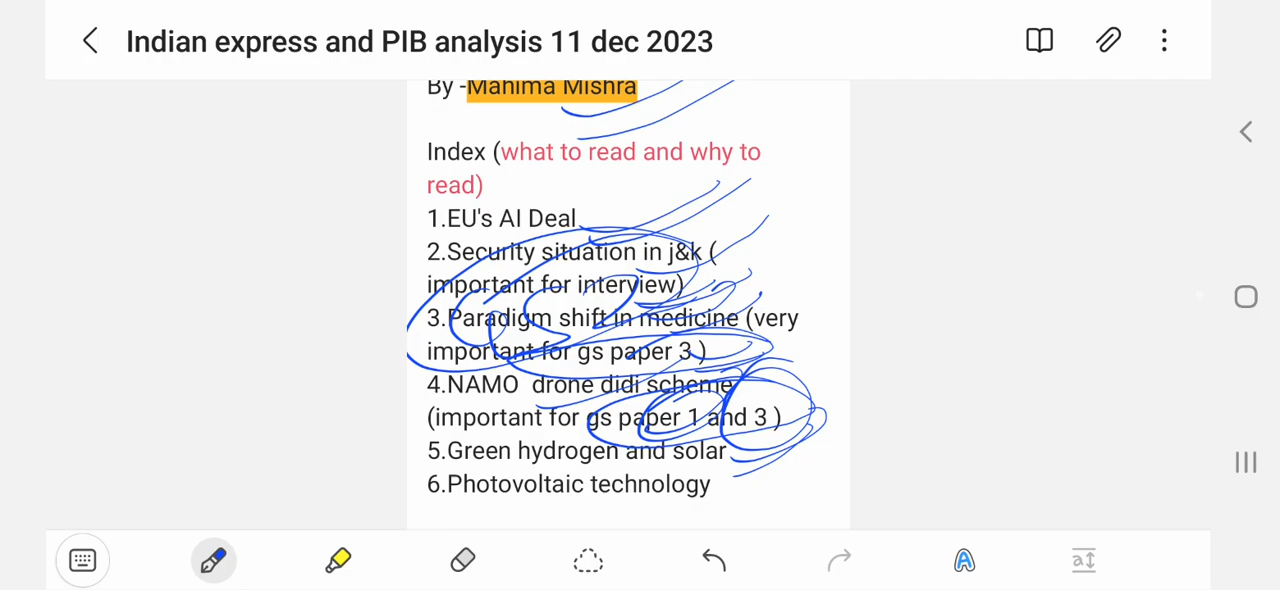 Indian express and PIB analysis 11 dec 2023
By -Mahima Mishra
Index (what to read and why to
read)
1.EU's AI Deal
2.Security situation in j&k (
important for interview)
3.Paradigm shift in medicine (very
important for gs paper 3 )
4.NAMO drone didi scheme
(important for gs paper 1 and 3 )
5.Green hydrogen and solar
6.Photovoltaic technology